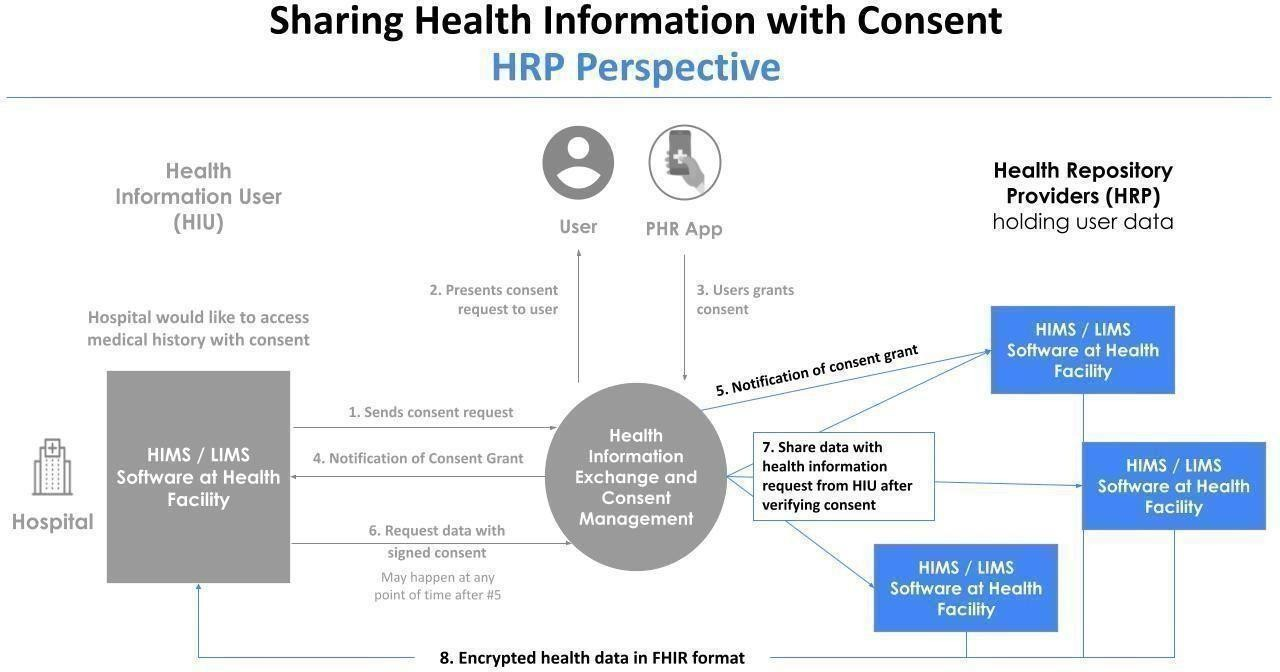 Sharing Health Information with Consent
HRP Perspective
Health
Information User
(HIU)
User
PHR App
Health Repository
Providers (HRP)
holding user data
2. Presents consent
request to user
3. Users grants
consent
Hospital would like to access
medical history with consent
HIMS / LIMS
Software at Health
Facility
Hospital
1. Sends consent request
4. Notification of Consent Grant
6. Request data with
signed consent
May happen at any
point of time after #5
Health
Information
Exchange and
Consent
Management
5. Notification of consent grant
7. Share data with
health information
request from HIU after
verifying consent
HIMS / LIMS
Software at Health
Facility
HIMS / LIMS
Software at Health
Facility
HIMS / LIMS
Software at Health
Facility
8. Encrypted health data in FHIR format